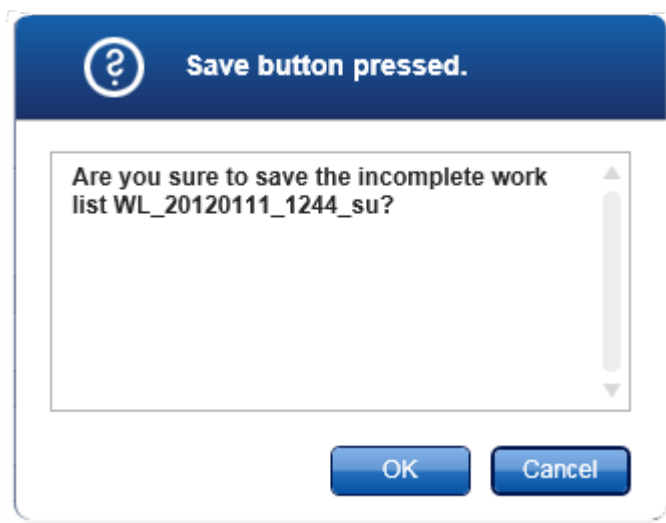 Save button pressed.
Are you sure to save the incomplete work
list WL_20120111_1244_su?
OK Cancel